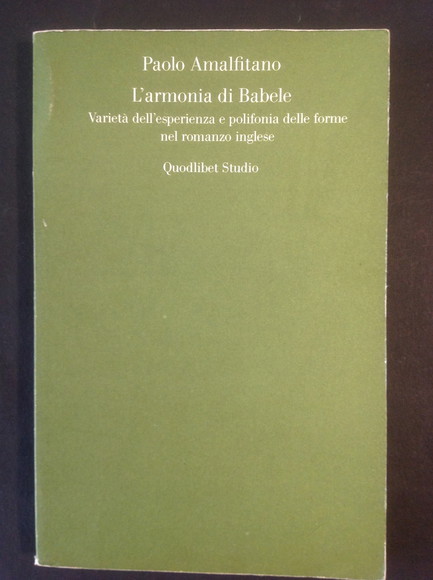 Paolo Amalfitano
L'armonia di Babele
Varietà dell'esperienza e polifonia delle forme
nel romanzo inglese
Quodlibet Studio